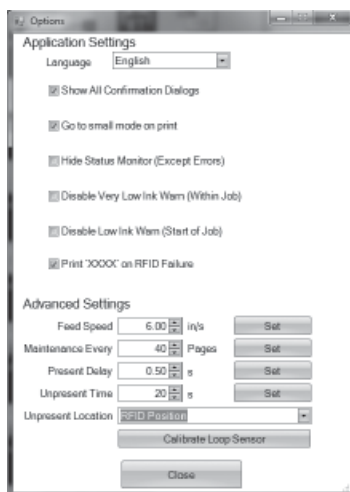 Options
Application Settings
Language English
Show All Confirmation Dialogs
Go to small mode on print
Hide Status Monitor (Except Errors)
Disable Very Low Ink Warn (Within Job)
Disable Low Ink Warn (Start of Job)
Print 'XXXX' on RFID Failure
Advanced Settings
Feed Speed 6.00 in/s Set
Maintenance Every 40 Pages Set
Present Delay 0.50 s Set
Unpresent Time 20 s Set
Unpresent Location RFID Position
Calibrate Loop Sensor
Close